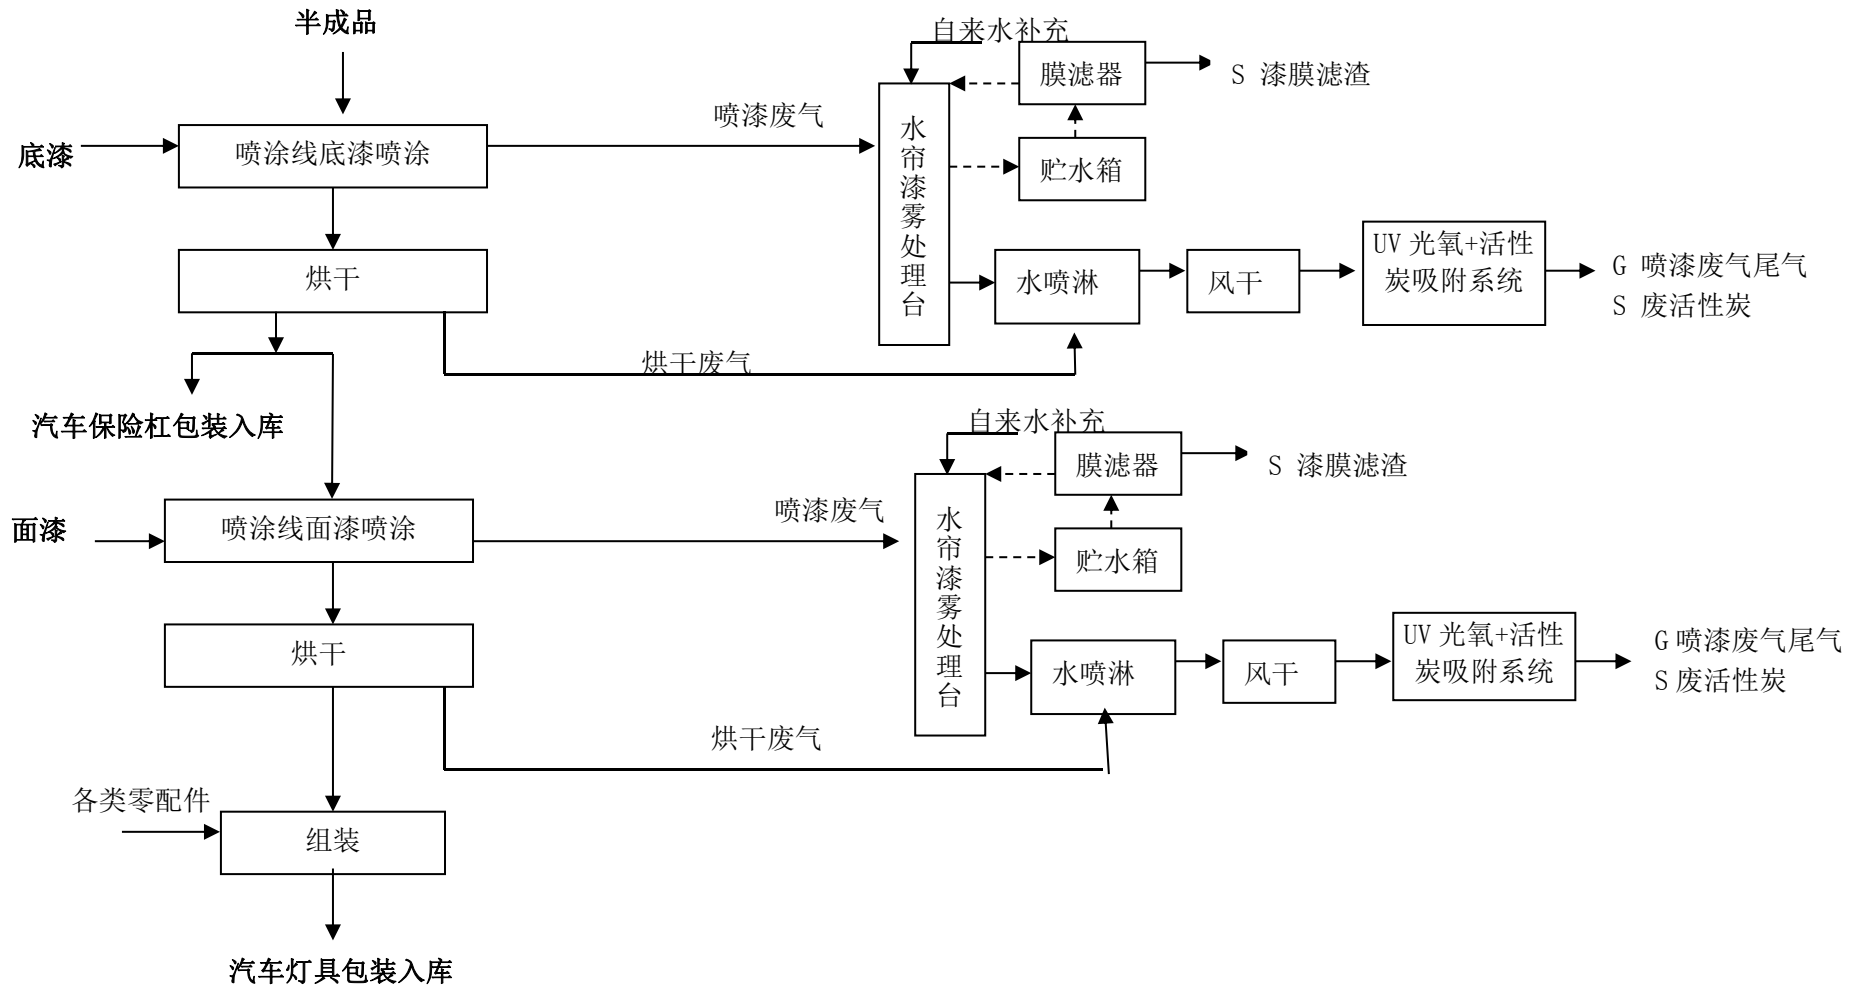 半成品
自来水补充
膜滤器
S 漆膜滤渣
喷漆废气
底漆
喷涂线底漆喷涂
水帘漆雾处理台
贮水箱
烘干
水喷淋
风干
UV 光氧+活性
炭吸附系统
G 喷漆废气尾气
S 废活性炭
烘干废气
汽车保险杠包装入库
自来水补充
膜滤器
S 漆膜滤渣
喷漆废气
面漆
喷涂线面漆喷涂
水帘漆雾处理台
贮水箱
烘干
水喷淋
风干
UV 光氧+活性
炭吸附系统
G 喷漆废气尾气
S 废活性炭
烘干废气
各类零配件
组装
汽车灯具包装入库